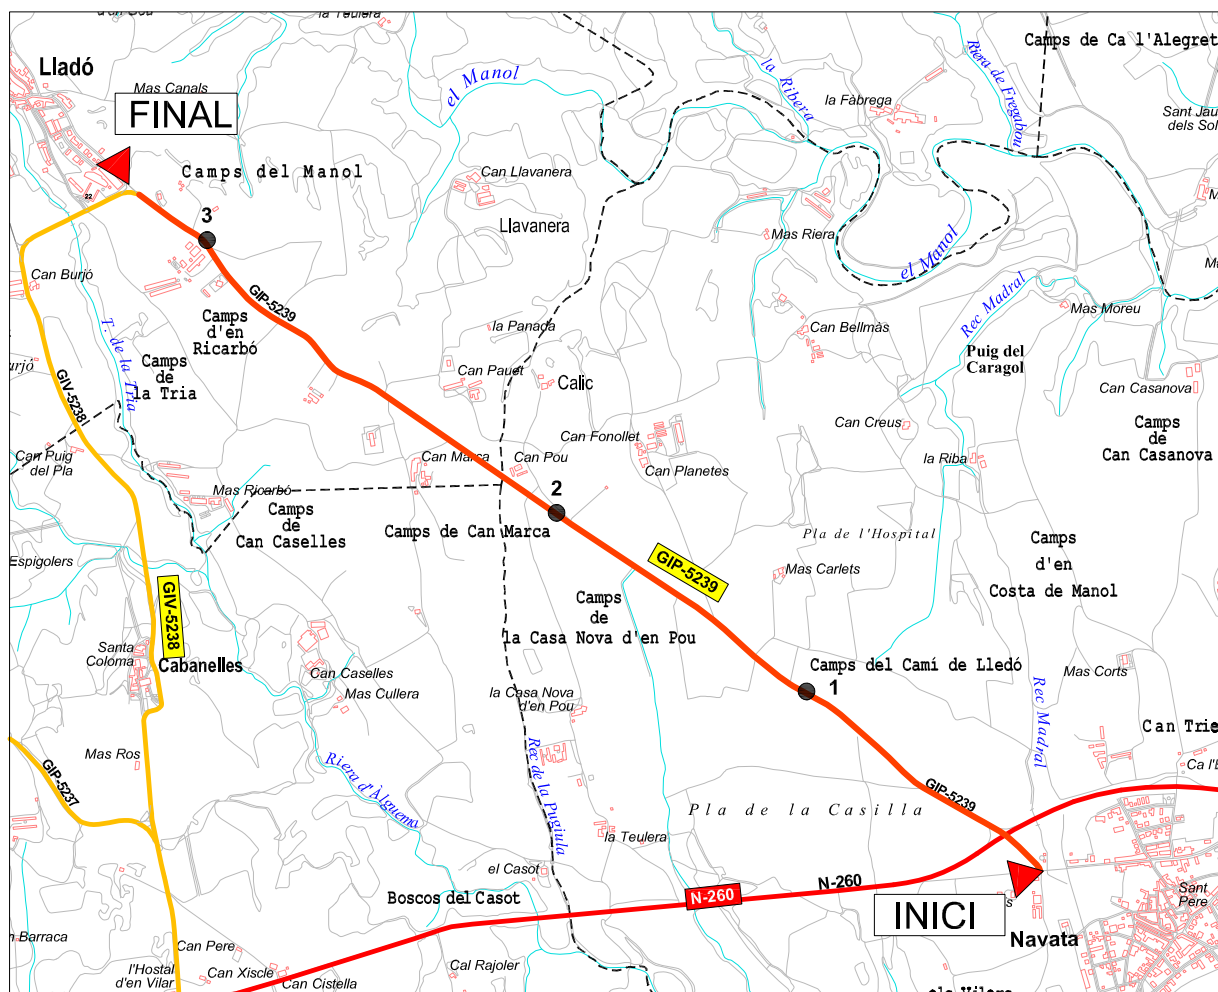 la Teulera
Camps de Ca l'Alegret
Riera de Fregabou
la Ribera
el Manol
Lladó
Mas Canals
la Fàbrega
FINAL
Camps del Manol
Can Llavanera
22
3
Llavanera
Mas Riera
el Manol
Can Burjó
GIP-5239
Rec Madral
Mas Moreu
Camps
d'en
Ricarbó
la Panada
Can Bellmàs
T. de la Tria
Puig del
Caragol
Camps
de
la Tria
Can Pauet
Calic
Can Casanova
GIV-5238
Can Creus
Camps
de
Can Casanova
Can Fonollet
Can Puig
del Pla
Can Marca
Can Pou
Can Planetes
la Riba
Mas Ricarbó
2
Camps
de
Can Caselles
Camps de Can Marca
Pla de l'Hospital
Camps
d'en
Costa de Manol
Espigolers
GIP-5239
Mas Carlets
GIV-5238
Camps
de
la Casa Nova d'en Pou
Santa
Coloma
Cabanelles
Camps del Camí de Lledó
Mas Corts
Can Caselles
Mas Cullera
1
la Casa Nova
d'en Pou
Rec Madral
Mas Ros
Riera d'Àlguema
Rec de la Pugiula
GIP-5237
GIP-5239
Pla de la Casilla
la Teulera
el Casot
N-260
N-260
Boscos del Casot
INICI
Sant
Pere
Navata
Can Pere
l'Hostal
d'en Vilar
Can Xiscle
Can Cistella
Cal Rajoler